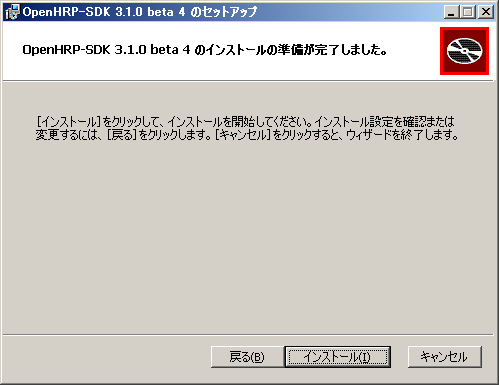 OpenHRP-SDK 3.1.0 beta 4 のセットアップ
OpenHRP-SDK 3.1.0 beta 4 のインストールの準備が完了しました。
[インストール]をクリックして、インストールを開始してください。インストール設定を確認または
変更するには、[戻る]をクリックします。[キャンセル]をクリックすると、ウィザードを終了します。
戻る(B)
インストール(I)
キャンセル